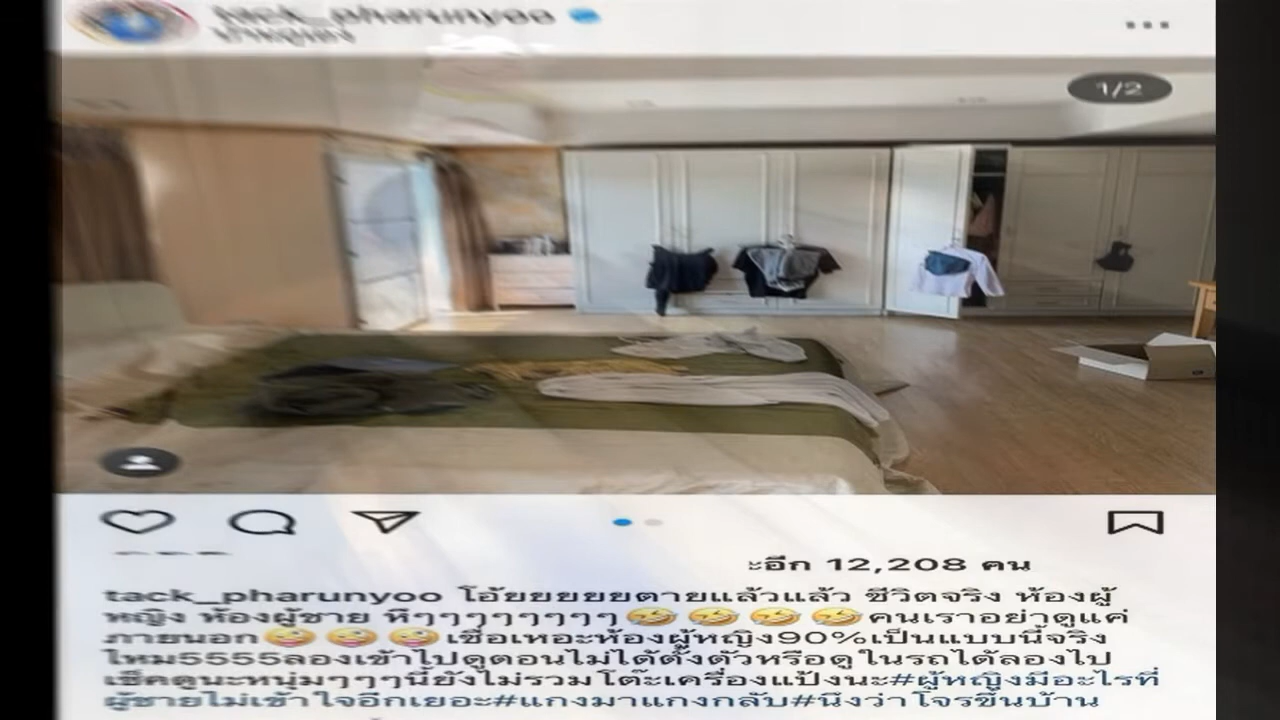 tack_pharunyoo
1/2
ะอีก 12,208 คน
tack_pharunyoo โอ้ยยยยยตายแล้วแล้ว ชีวิตจริง ห้องผู้
หญิง ห้องผู้ชาย หึๆๆๆๆๆๆๆๆ🤣 🤣 🤣 🤣คนเราอย่าดูแค่
ภายนอก😜 😜 😜เชื่อเหอะห้องผู้หญิง90%เป็นแบบนี้จริง
ไหม5555ลองเข้าไปดูตอนไม่ได้ตั้งตัวหรือดูในรถได้ลองไป
เช็คดูนะหนุ่มๆๆๆนี้ยังไม่รวมโต๊ะเครื่องแป้งนะ#ผู้หญิงมีอะไรที่
ผู้ชายไม่เข้าใจอีกเยอะ#แกงมาแกงกลับ#นึงว่าโจรขึ้นบ้าน